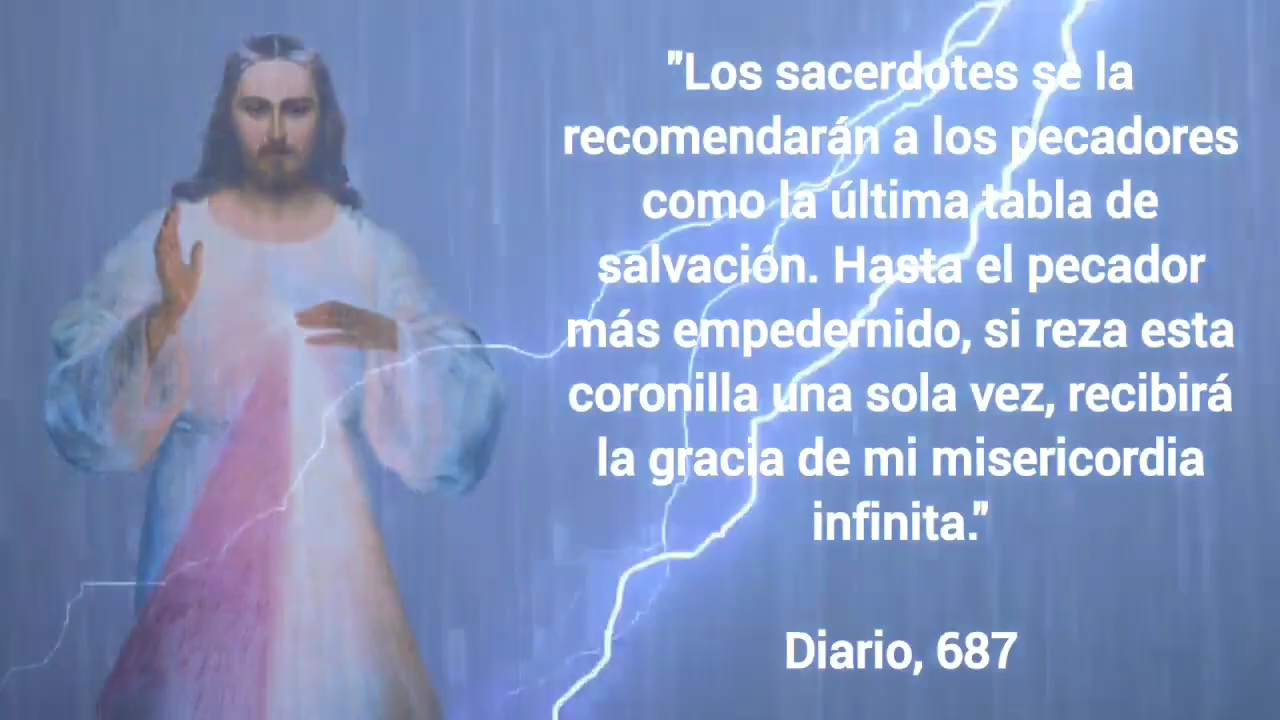 "Los sacerdotes se la
recomendarán a los pecadores
como la última tabla de
salvación. Hasta el pecador
más empedernido, si reza esta
coronilla una sola vez, recibirá
la gracia de mi misericordia
infinita."
Diario, 687